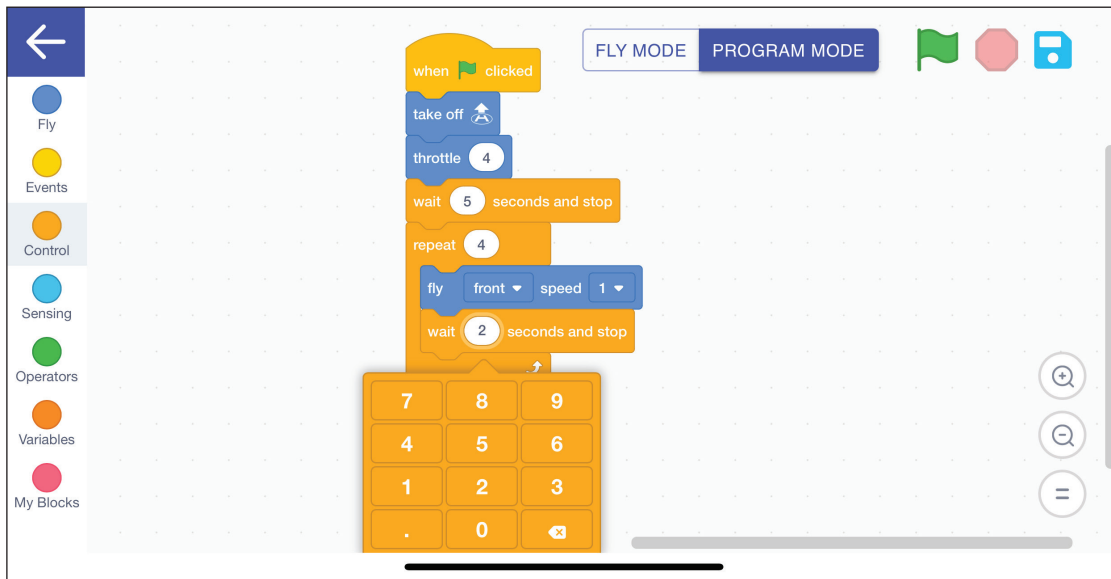 FLY MODE PROGRAM MODE
Fly
Events
Control
Sensing
Operators
Variables
My Blocks
when clicked
take off
throttle 4
wait 5 seconds and stop
repeat 4
fly front speed 1
wait 2 seconds and stop
7 8 9
4 5 6
1 2 3
. 0